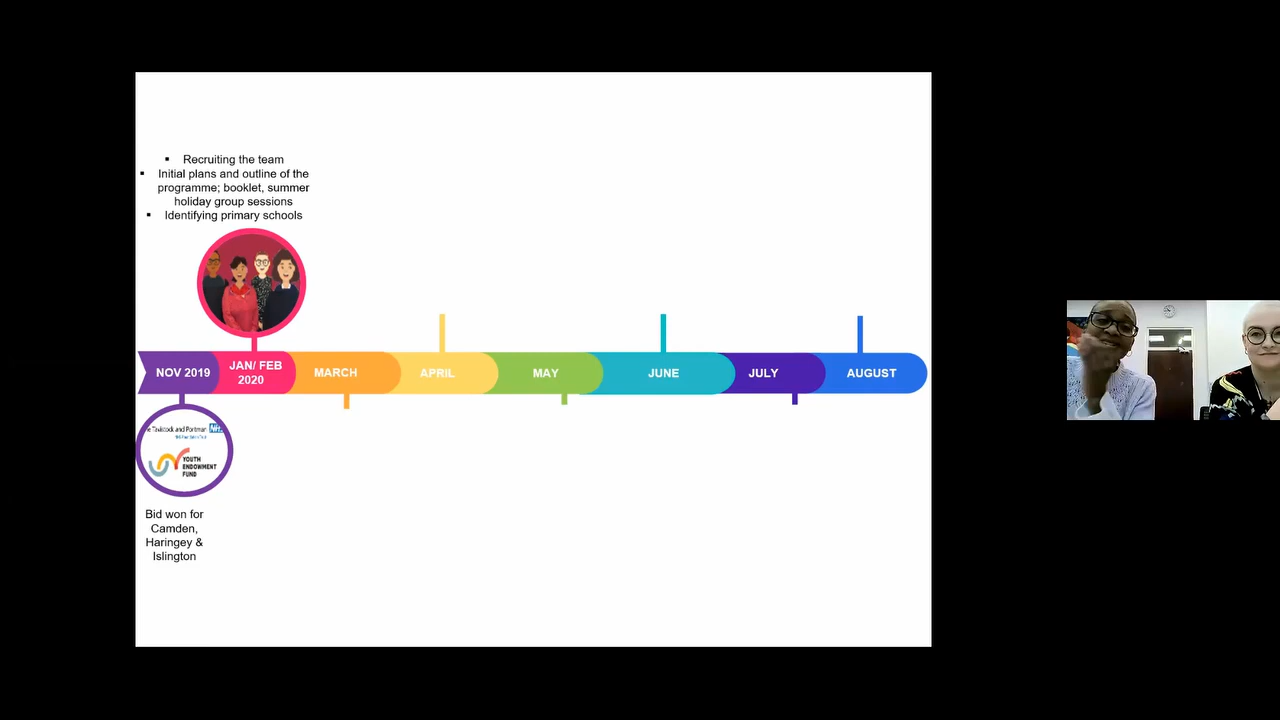 ▪ Recruiting the team
▪ Initial plans and outline of the
programme; booklet, summer
holiday group sessions
▪ Identifying primary schools
NOV 2019
JAN/ FEB
2020
MARCH
APRIL
MAY
JUNE
JULY
AUGUST
e Tavistock and Portman NHS
YOUTH
ENDOWMENT
FUND
Bid won for
Camden,
Haringey &
Islington